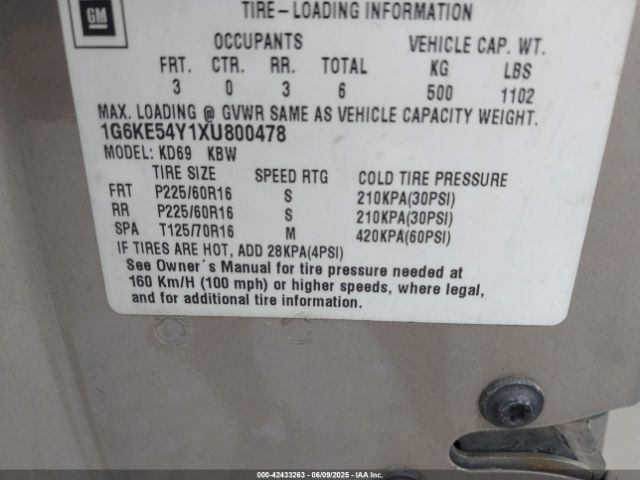 GM
TIRE-LOADING INFORMATION
OCCUPANTS VEHICLE CAP. WT.
FRT. CTR. RR. TOTAL KG LBS
3 0 3 6 500 1102
MAX. LOADING @ GVWR SAME AS VEHICLE CAPACITY WEIGHT.
1G6KE54Y1XU800478
MODEL: KD69 KBW
TIRE SIZE SPEED RTG COLD TIRE PRESSURE
FRT P225/60R16 S 210KPA(30PSI)
RR P225/60R16 S 210KPA(30PSI)
SPA T125/70R16 M 420KPA(60PSI)
IF TIRES ARE HOT, ADD 28KPA(4PSI)
See Owner's Manual for tire pressure needed at
160 Km/H (100 mph) or higher speeds, where legal,
and for additional tire information.
000-42433263 - 06/09/2025 - IAA Inc.